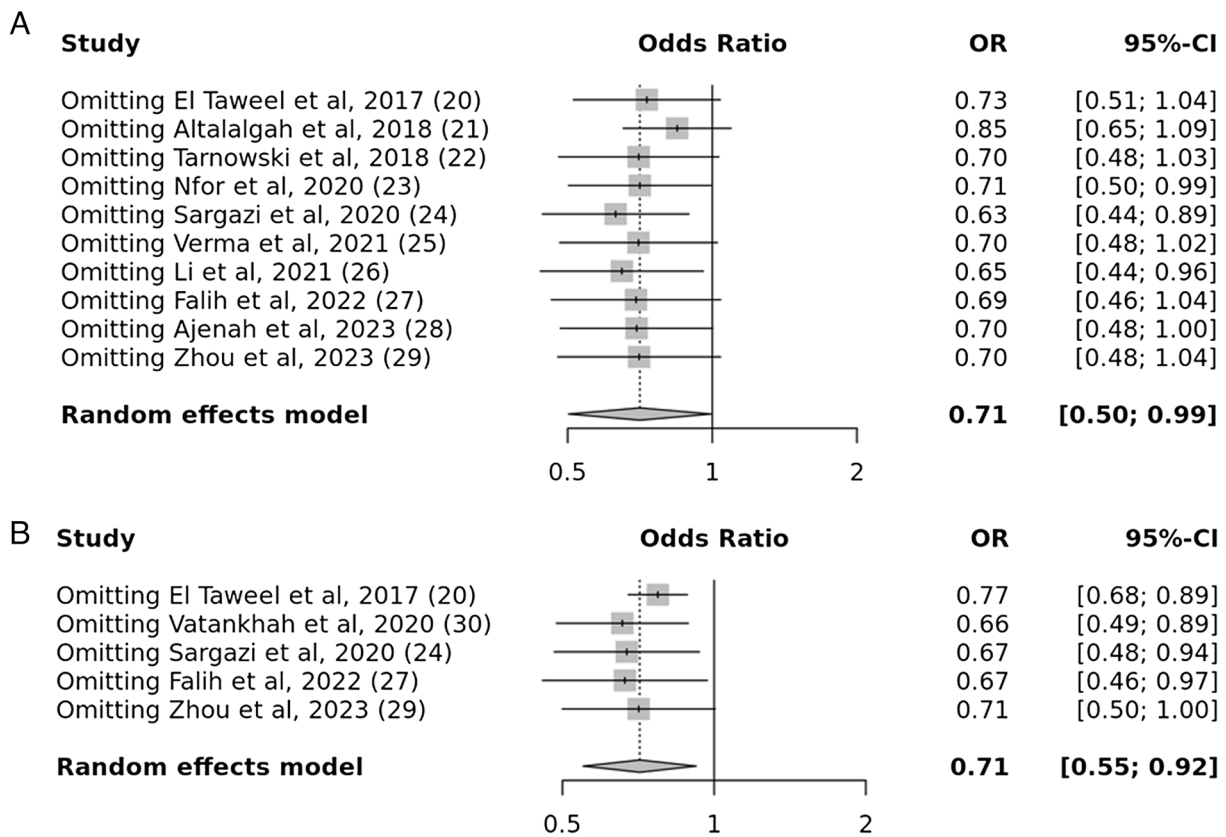 A
Study Odds Ratio OR 95%-CI
Omitting El Taweel et al, 2017 (20) 0.73 [0.51; 1.04]
Omitting Altalalgah et al, 2018 (21) 0.85 [0.65; 1.09]
Omitting Tarnowski et al, 2018 (22) 0.70 [0.48; 1.03]
Omitting Nfor et al, 2020 (23) 0.71 [0.50; 0.99]
Omitting Sargazi et al, 2020 (24) 0.63 [0.44; 0.89]
Omitting Verma et al, 2021 (25) 0.70 [0.48; 1.02]
Omitting Li et al, 2021 (26) 0.65 [0.44; 0.96]
Omitting Falih et al, 2022 (27) 0.69 [0.46; 1.04]
Omitting Ajenah et al, 2023 (28) 0.70 [0.48; 1.00]
Omitting Zhou et al, 2023 (29) 0.70 [0.48; 1.04]
Random effects model 0.71 [0.50; 0.99]
0.5 1 2
B
Study Odds Ratio OR 95%-CI
Omitting El Taweel et al, 2017 (20) 0.77 [0.68; 0.89]
Omitting Vatankhah et al, 2020 (30) 0.66 [0.49; 0.89]
Omitting Sargazi et al, 2020 (24) 0.67 [0.48; 0.94]
Omitting Falih et al, 2022 (27) 0.67 [0.46; 0.97]
Omitting Zhou et al, 2023 (29) 0.71 [0.50; 1.00]
Random effects model 0.71 [0.55; 0.92]
0.5 1 2